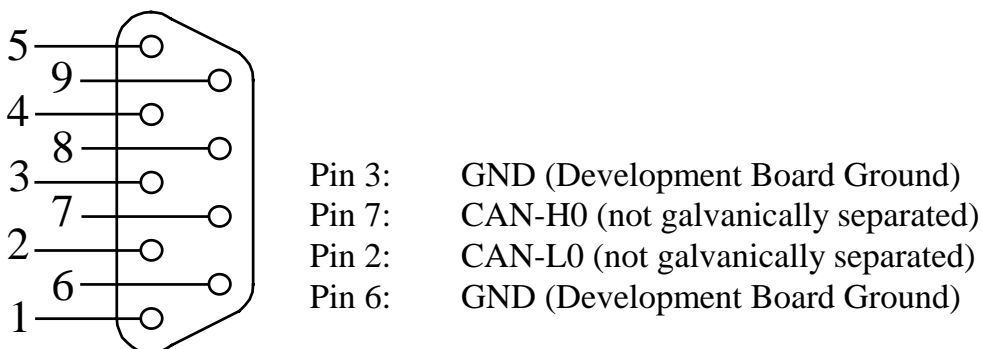 5
9
4
8
3
7
2
6
1
Pin 3: GND (Development Board Ground)
Pin 7: CAN-H0 (not galvanically separated)
Pin 2: CAN-L0 (not galvanically separated)
Pin 6: GND (Development Board Ground)